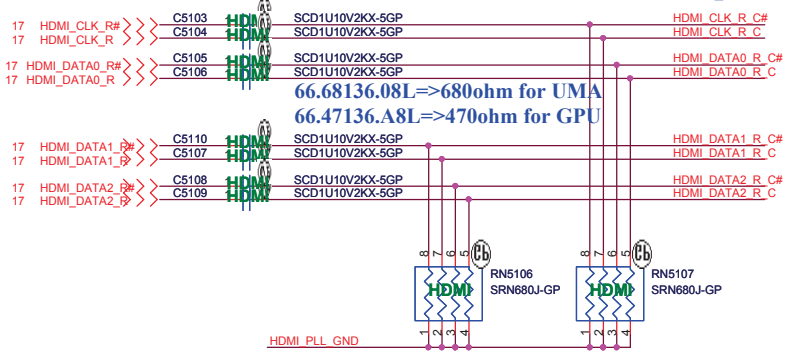 17 HDMI_CLK_R# C5103 HDMI SCD1U10V2KX-5GP HDMI_CLK_R_C#
17 HDMI_CLK_R C5104 HDMI SCD1U10V2KX-5GP HDMI_CLK_R_C
17 HDMI_DATA0_R# C5105 HDMI SCD1U10V2KX-5GP HDMI_DATA0_R_C#
17 HDMI_DATA0_R C5106 HDMI SCD1U10V2KX-5GP HDMI_DATA0_R_C
66.68136.08L=>680ohm for UMA
66.47136.A8L=>470ohm for GPU
17 HDMI_DATA1_R# C5110 HDMI SCD1U10V2KX-5GP HDMI_DATA1_R_C#
17 HDMI_DATA1_R C5107 HDMI SCD1U10V2KX-5GP HDMI_DATA1_R_C
17 HDMI_DATA2_R# C5108 HDMI SCD1U10V2KX-5GP HDMI_DATA2_R_C#
17 HDMI_DATA2_R C5109 HDMI SCD1U10V2KX-5GP HDMI_DATA2_R_C
8 7 6 5 8 7 6 5
RN5106 RN5107
HDMI SRN680J-GP HDMI SRN680J-GP
1 2 3 4 1 2 3 4
HDMI_PLL_GND